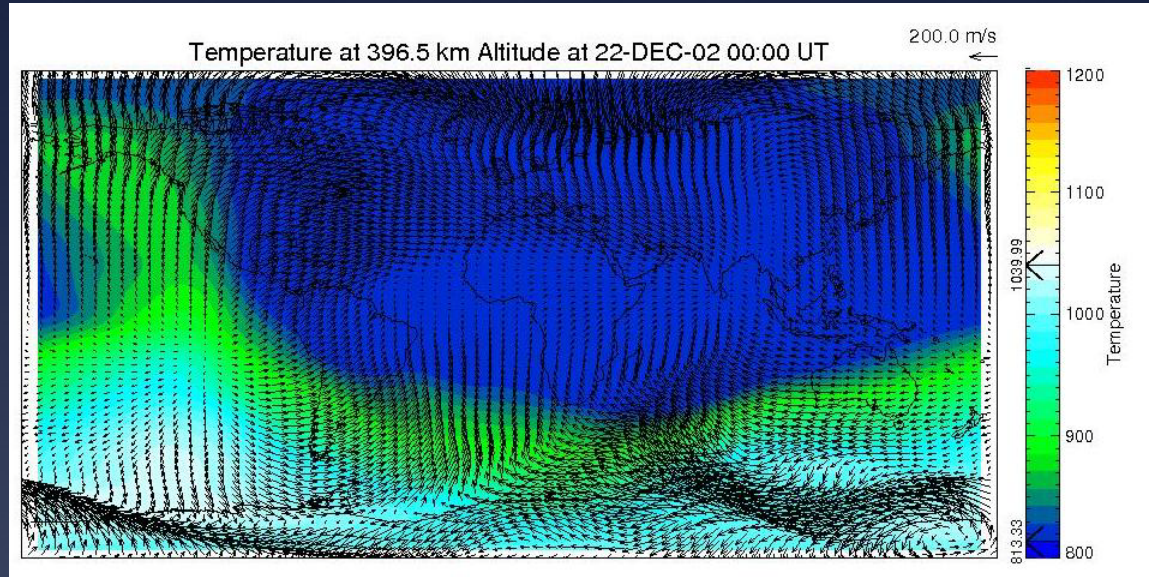 200.0 m/s
Temperature at 396.5 km Altitude at 22-DEC-02 00:00 UT
1200
1100
1039.99
1000
Temperature
900
813.33
800